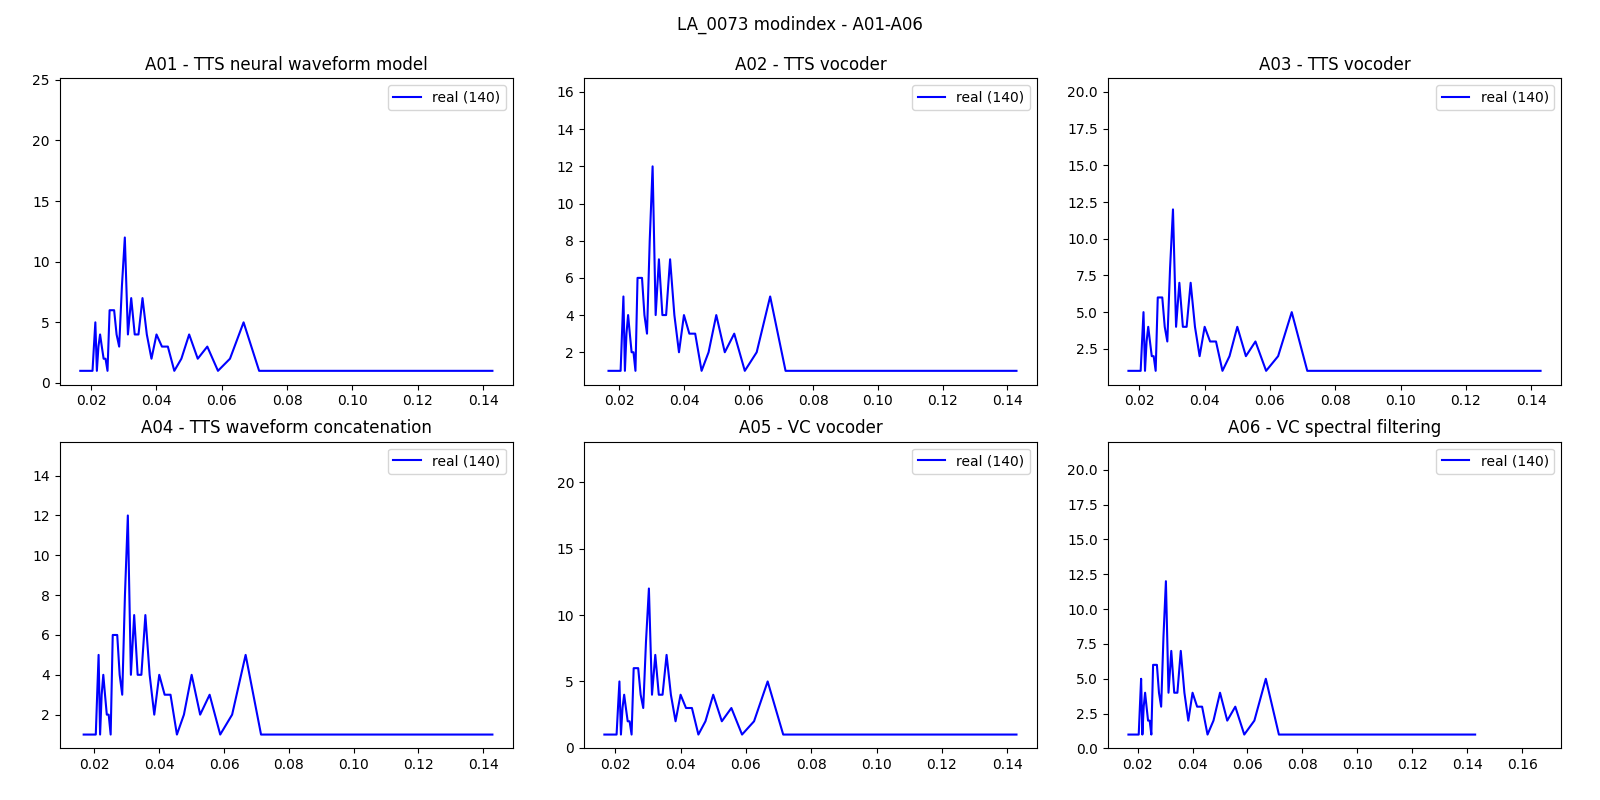 LA_0073 modindex - A01-A06
A01 - TTS neural waveform model
real (140)
25
20
15
10
5
0
0.02 0.04 0.06 0.08 0.10 0.12 0.14
A02 - TTS vocoder
real (140)
16
14
12
10
8
6
4
2
0.02 0.04 0.06 0.08 0.10 0.12 0.14
A03 - TTS vocoder
real (140)
20.0
17.5
15.0
12.5
10.0
7.5
5.0
2.5
0.02 0.04 0.06 0.08 0.10 0.12 0.14
A04 - TTS waveform concatenation
real (140)
14
12
10
8
6
4
2
0.02 0.04 0.06 0.08 0.10 0.12 0.14
A05 - VC vocoder
real (140)
20
15
10
5
0
0.02 0.04 0.06 0.08 0.10 0.12 0.14
A06 - VC spectral filtering
real (140)
20.0
17.5
15.0
12.5
10.0
7.5
5.0
2.5
0.0
0.02 0.04 0.06 0.08 0.10 0.12 0.14 0.16